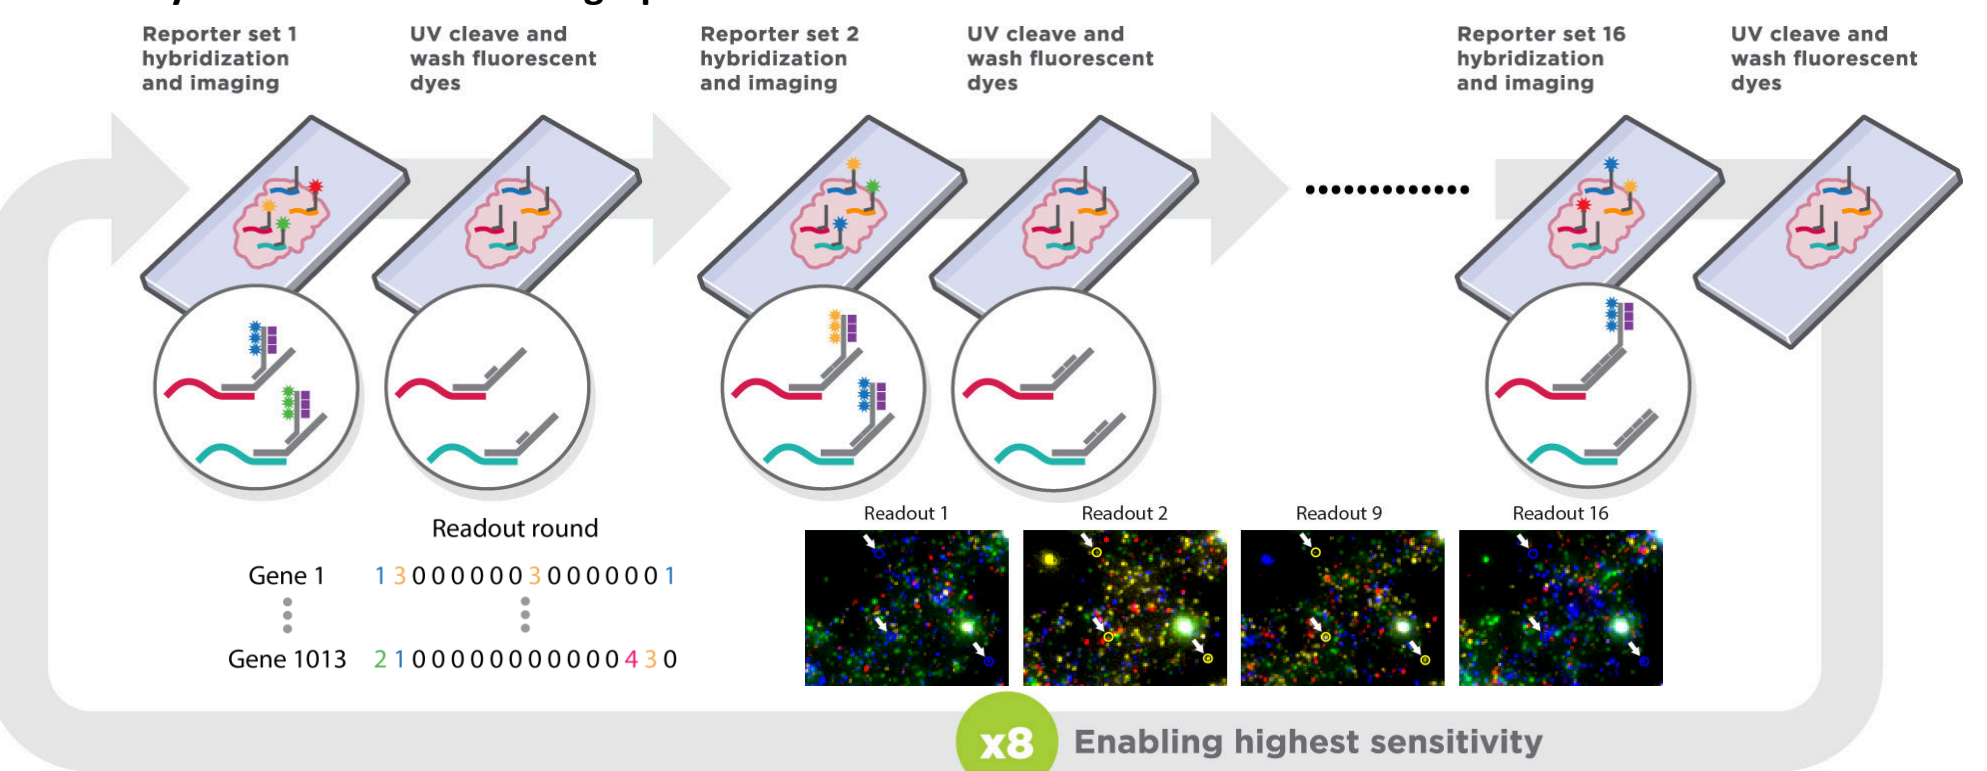 Reporter set 1
hybridization
and imaging
UV cleave and
wash fluorescent
dyes
Reporter set 2
hybridization
and imaging
UV cleave and
wash fluorescent
dyes
Reporter set 16
hybridization
and imaging
UV cleave and
wash fluorescent
dyes
Readout round
Gene 1 1 3 0 0 0 0 0 0 3 0 0 0 0 0 0 1
Gene 1013 2 1 0 0 0 0 0 0 0 0 0 0 0 4 3 0
Readout 1
Readout 2
Readout 9
Readout 16
x8 Enabling highest sensitivity